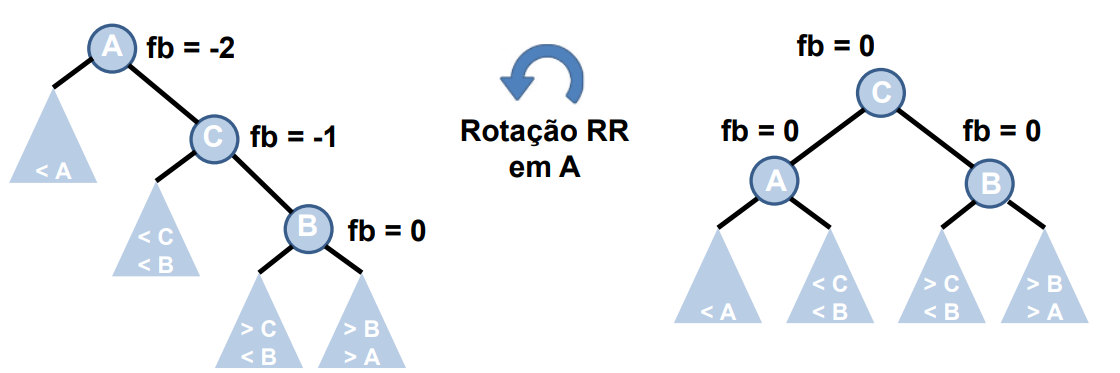 A fb = -2
C fb = -1
B fb = 0
< A
< C
< B
> C
< B
> B
> A
Rotação RR
em A
fb = 0
C
fb = 0
fb = 0
A
B
< A
< C
< B
> C
< B
> B
> A